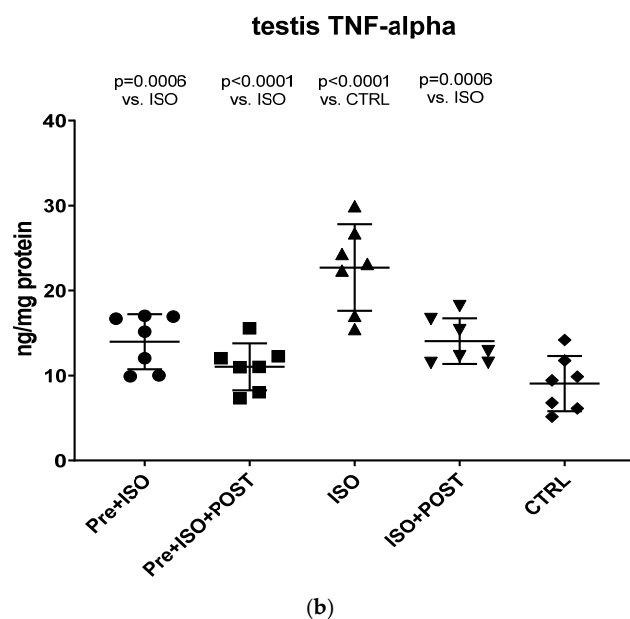 testis TNF-alpha
p=0.0006 p<0.0001 p<0.0001 p=0.0006
vs. ISO vs. ISO vs. CTRL vs. ISO
40
30
20
10
0
ng/mg protein
Pre+ISO
Pre+ISO+POST
ISO
ISO+POST
CTRL
(b)